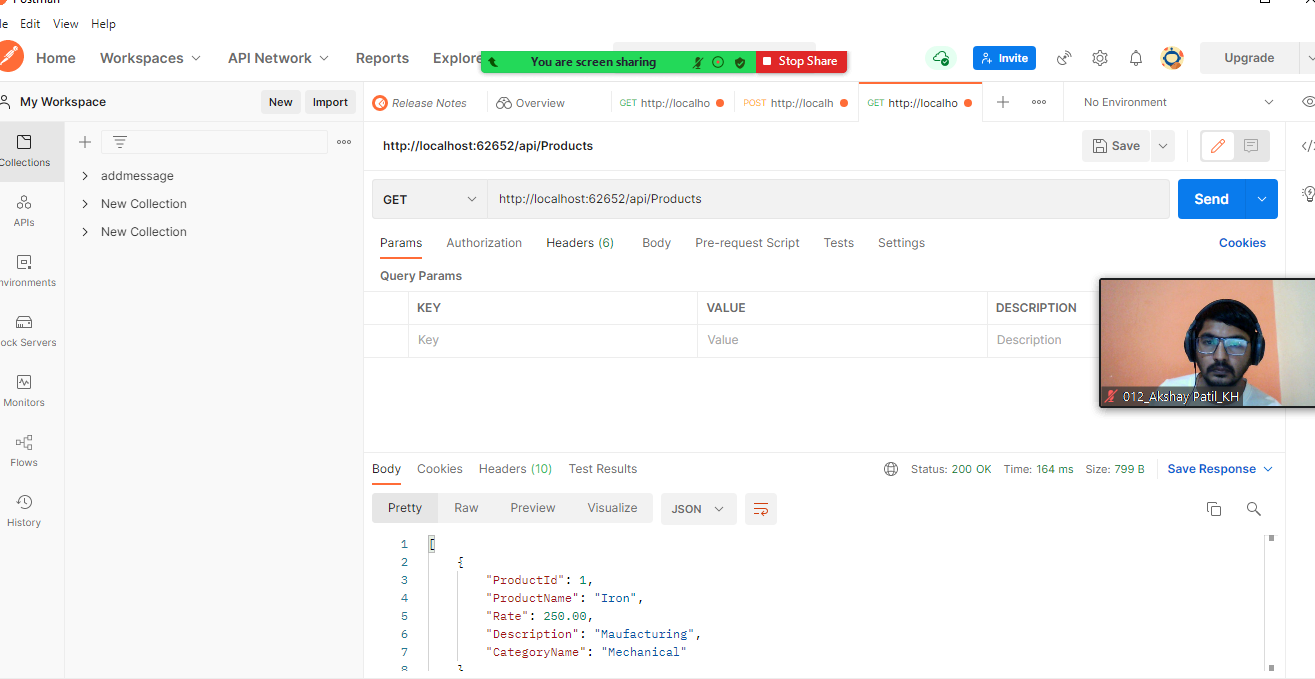 Postman
Edit View Help
Home Workspaces API Network Reports Explore
You are screen sharing Stop Share
Invite Upgrade
My Workspace New Import
Release Notes Overview GET http://localho POST http://localh GET http://localho No Environment
Collections
APIs
nvironments
ock Servers
Monitors
Flows
History
addmessage
New Collection
New Collection
http://localhost:62652/api/Products Save
GET http://localhost:62652/api/Products Send
Params Authorization Headers (6) Body Pre-request Script Tests Settings Cookies
Query Params
KEY VALUE DESCRIPTION
Key Value Description
012_Akshay Patil_KH
Body Cookies Headers (10) Test Results Status: 200 OK Time: 164 ms Size: 799 B Save Response
Pretty Raw Preview Visualize JSON
1 [
2 {
3 "ProductId": 1,
4 "ProductName": "Iron",
5 "Rate": 250.00,
6 "Description": "Maufacturing",
7 "CategoryName": "Mechanical"
8 }